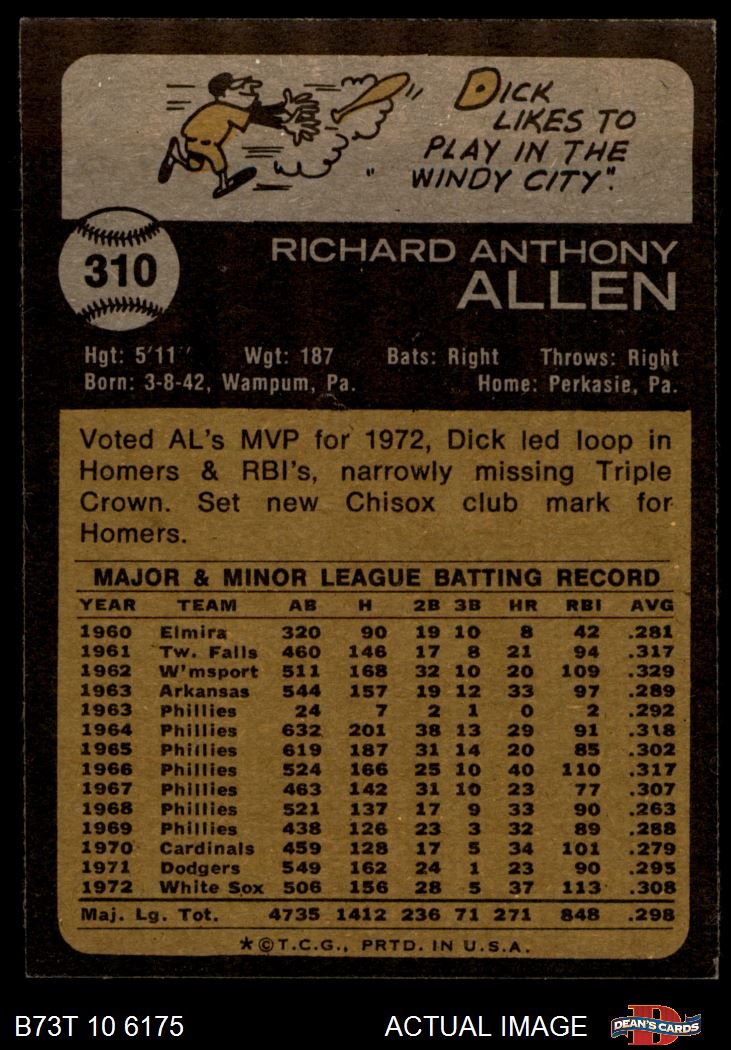 DICK
LIKES TO
PLAY IN THE
"WINDY CITY".
310
RICHARD ANTHONY
ALLEN
Hgt: 5'11" Wgt: 187 Bats: Right Throws: Right
Born: 3-8-42, Wampum, Pa. Home: Perkasie, Pa.
Voted AL's MVP for 1972, Dick led loop in
Homers & RBI's, narrowly missing Triple
Crown. Set new Chisox club mark for
Homers.
MAJOR & MINOR LEAGUE BATTING RECORD
YEAR TEAM AB H 2B 3B HR RBI AVG
1960 Elmira 320 90 19 10 8 42 .281
1961 Tw. Falls 460 146 17 8 21 94 .317
1962 W'msport 511 168 32 10 20 109 .329
1963 Arkansas 544 157 19 12 33 97 .289
1963 Phillies 24 7 2 1 0 2 .292
1964 Phillies 632 201 38 13 29 91 .318
1965 Phillies 619 187 31 14 20 85 .302
1966 Phillies 524 166 25 10 40 110 .317
1967 Phillies 463 142 31 10 23 77 .307
1968 Phillies 521 137 17 9 33 90 .263
1969 Phillies 438 126 23 3 32 89 .288
1970 Cardinals 459 128 17 5 34 101 .279
1971 Dodgers 549 162 24 1 23 90 .295
1972 White Sox 506 156 28 5 37 113 .308
Maj. Lg. Tot. 4735 1412 236 71 271 848 .298
*©T.C.G., PRTD. IN U.S.A.
B73T 10 6175 ACTUAL IMAGE D DEAN'S CARDS